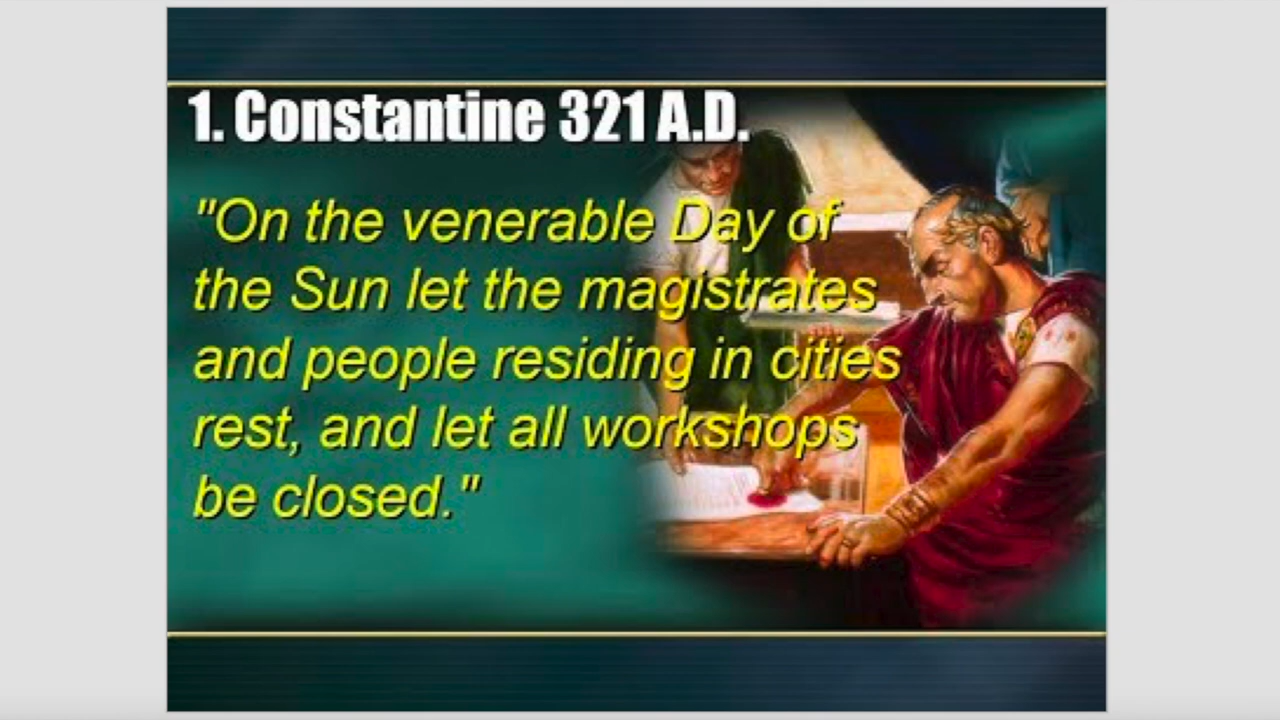 1. Constantine 321 A.D.
"On the venerable Day of
the Sun let the magistrates
and people residing in cities
rest, and let all workshops
be closed."